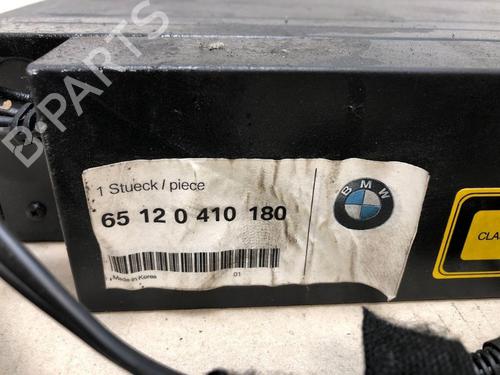 B-PARTS
1 Stueck / piece
65 12 0 410 180
BMW
CLA
Made in Korea
01